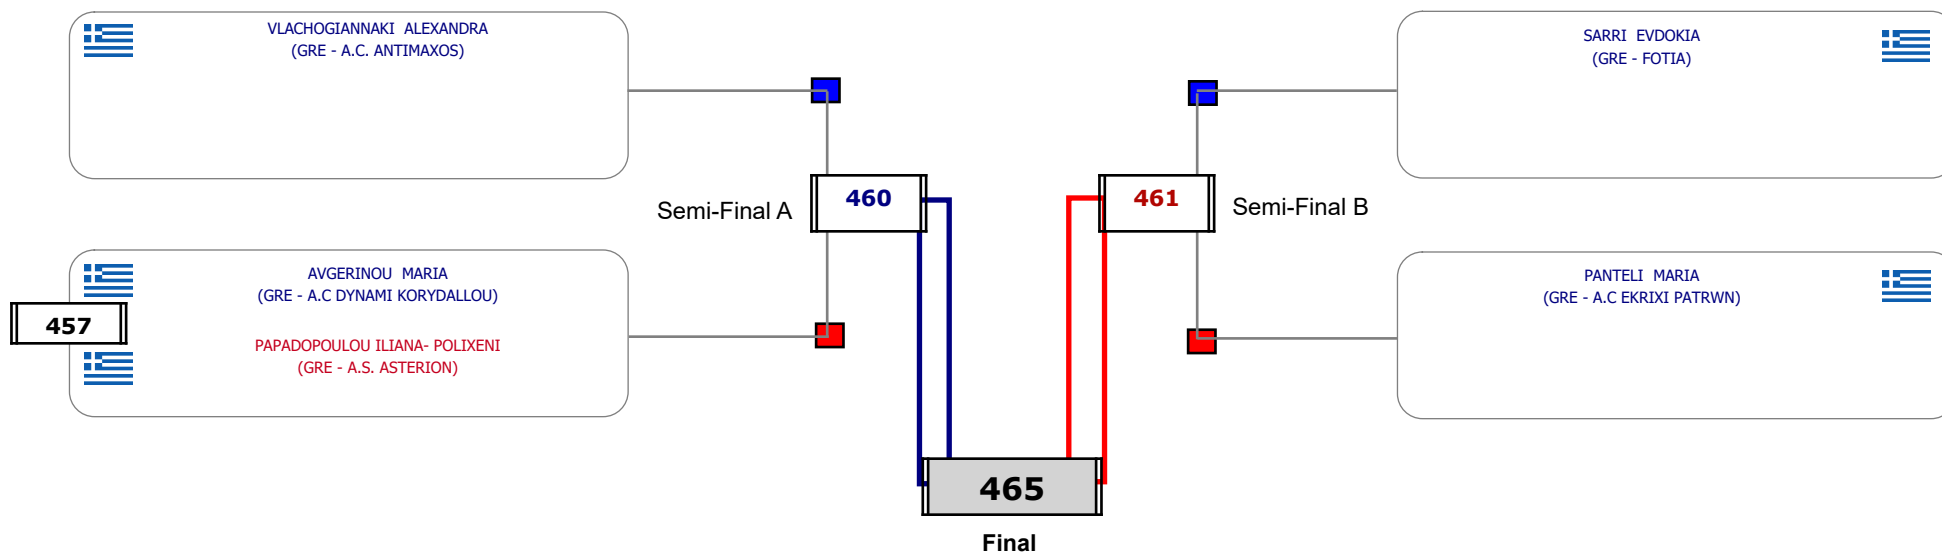 VLACHOGIANNAKI ALEXANDRA
(GRE - A.C. ANTIMAXOS)
SARRI EVDOKIA
(GRE - FOTIA)
460
Semi-Final A
461
Semi-Final B
AVGERINOU MARIA
(GRE - A.C DYNAMI KORYDALLOU)
457
PAPADOPOULOU ILIANA- POLIXENI
(GRE - A.S. ASTERION)
PANTELI MARIA
(GRE - A.C EKRIXI PATRWN)
465
Final